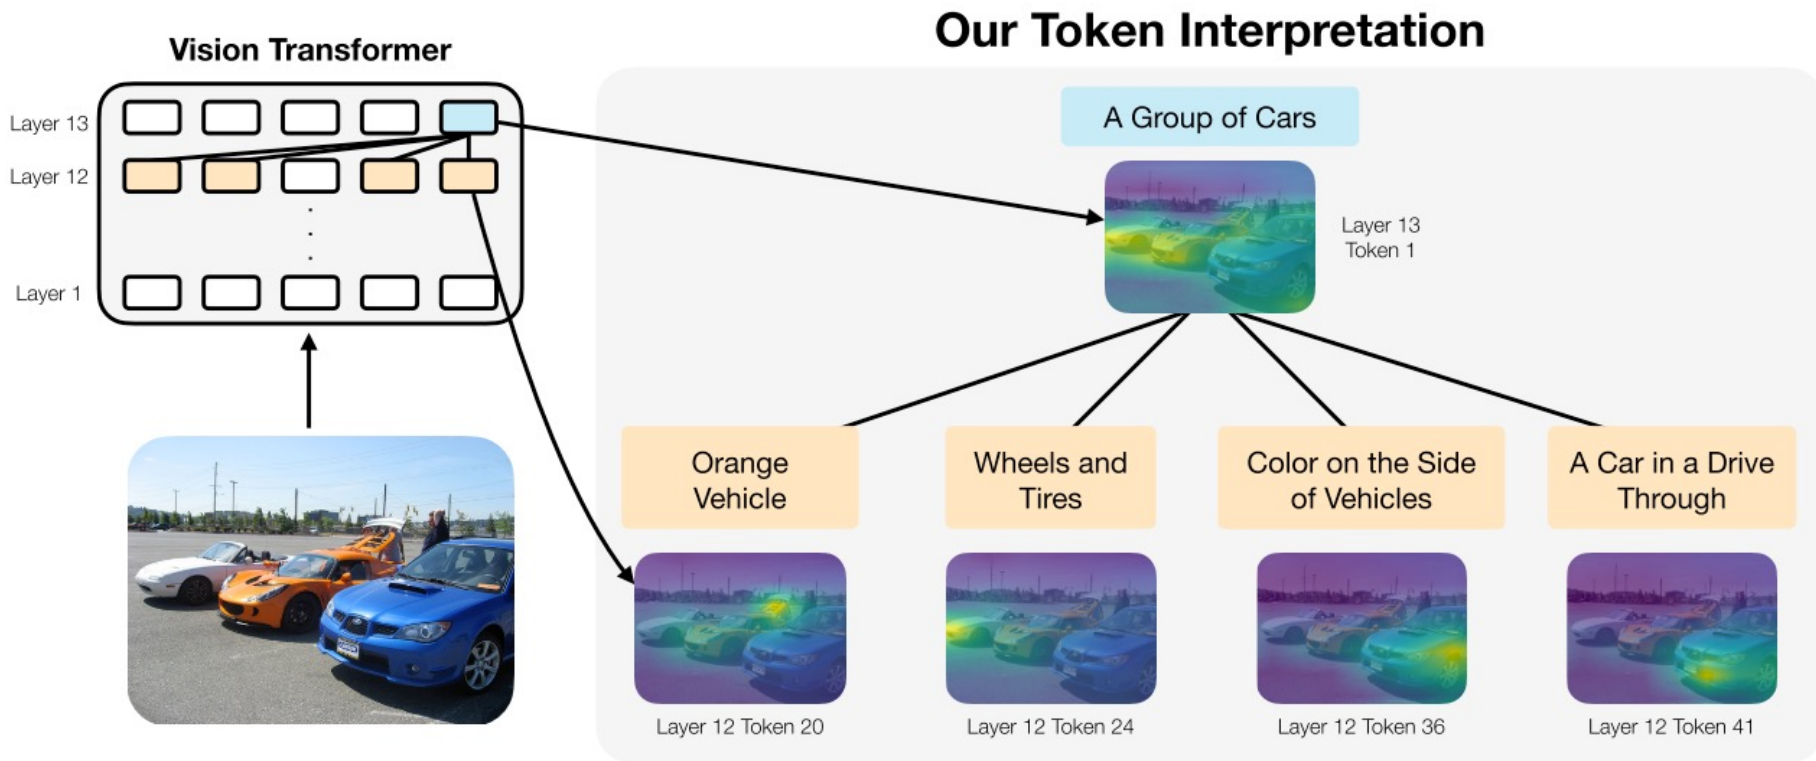 Our Token Interpretation
Vision Transformer
Layer 13
Layer 12
Layer 1
A Group of Cars
Layer 13
Token 1
Orange
Vehicle
Wheels and
Tires
Color on the Side
of Vehicles
A Car in a Drive
Through
Layer 12 Token 20
Layer 12 Token 24
Layer 12 Token 36
Layer 12 Token 41